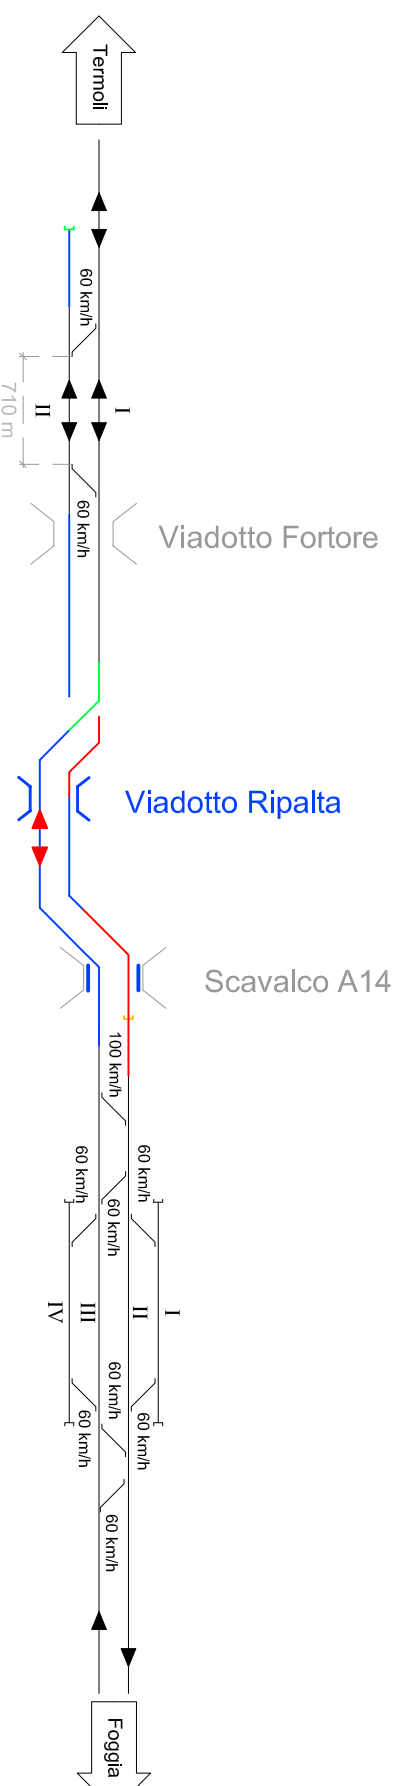 Termoli
60 km/h
I
II
710 m
60 km/h
Viadotto Fortore
Viadotto Ripalta
Scavalco A14
100 km/h
60 km/h
60 km/h
60 km/h
I
II
III
IV
60 km/h
60 km/h
60 km/h
60 km/h
Foggia